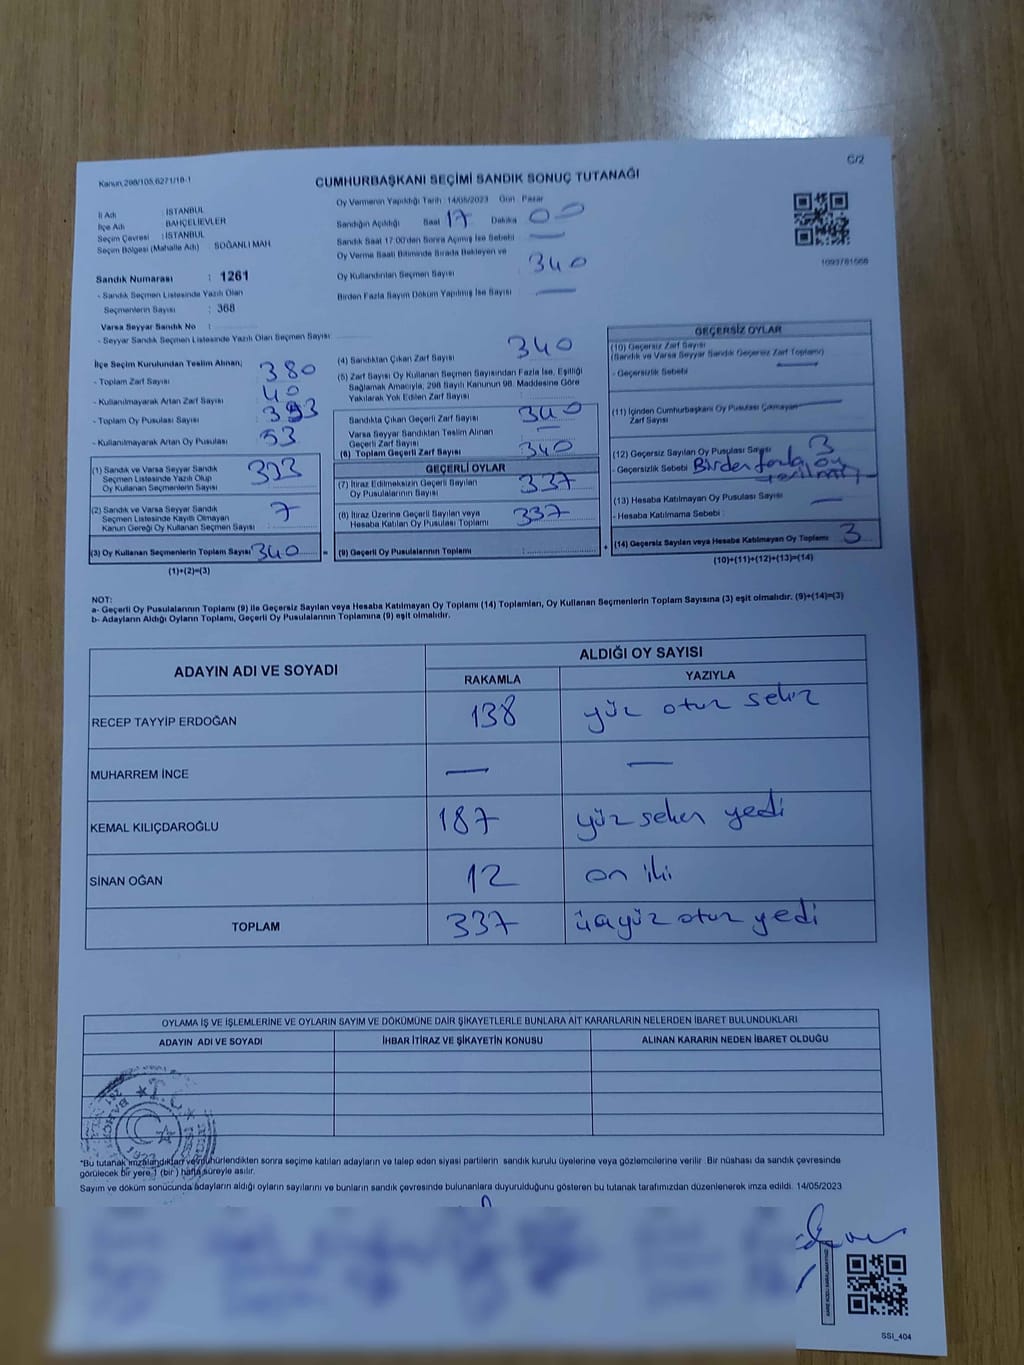 C/2
Kanun,298/105,6271/18-1
CUMHURBAŞKANI SEÇİMİ SANDIK SONUÇ TUTANAĞI
İl Adı : İSTANBUL
İlçe Adı : BAHÇELİEVLER
Seçim Çevresi : İSTANBUL
Seçim Bölgesi (Mahalle Adı) : SOĞANLI MAH
Oy Vermenin Yapıldığı Tarih : 14/05/2023 Gün : Pazar
Sandığın Açıldığı Saat 17 Dakika 00
Sandık Saat 17:00'den Sonra Açımış İse Sebebi —
Oy Verme Saati Bitiminde Sırada Bekleyen ve
Oy Kullandırılan Seçmen Sayısı 340
Birden Fazla Sayım Döküm Yapılmış İse Sayısı —
Sandık Numarası : 1261
- Sandık Seçmen Listesinde Yazılı Olan
Seçmenlerin Sayısı : 368
Varsa Seyyar Sandık No :
- Seyyar Sandık Seçmen Listesinde Yazılı Olan Seçmen Sayısı :
İlçe Seçim Kurulundan Teslim Alınan;
- Toplam Zarf Sayısı : 380
- Kullanılmayarak Artan Zarf Sayısı : 40
- Toplam Oy Pusulası Sayısı : 393
- Kullanılmayarak Artan Oy Pusulası : 53
(1) Sandık ve Varsa Seyyar Sandık
Seçmen Listesinde Yazılı Olup
Oy Kullanan Seçmenlerin Sayısı : 333
(2) Sandık ve Varsa Seyyar Sandık
Seçmen Listesinde Kayıtlı Olmayan
Kanun Gereği Oy Kullanan Seçmen Sayısı : 7
(3) Oy Kullanan Seçmenlerin Toplam Sayısı : 340
(1)+(2)=(3)
(4) Sandıktan Çıkan Zarf Sayısı 340
(5) Zarf Sayısı Oy Kullanan Seçmen Sayısından Fazla İse, Eşitliği
Sağlamak Amacıyla, 298 Sayılı Kanunun 98. Maddesine Göre
Yakılarak Yok Edilen Zarf Sayısı :
Sandıkta Çıkan Geçerli Zarf Sayısı 340
Varsa Seyyar Sandıktan Teslim Alınan
Geçerli Zarf Sayısı —
(6) Toplam Geçerli Zarf Sayısı 340
GEÇERLİ OYLAR
(7) İtiraz Edilmeksizin Geçerli Sayılan
Oy Pusulalarının Sayısı 337
(8) İtiraz Üzerine Geçerli Sayılan veya
Hesaba Katılan Oy Pusulası Toplamı 337
(9) Geçerli Oy Pusulalarının Toplamı :
1093781568
GEÇERSİZ OYLAR
(10) Geçersiz Zarf Sayısı
(Sandık ve Varsa Seyyar Sandık Geçersiz Zarf Toplamı)
- Geçersizlik Sebebi : —
(11) İçinden Cumhurbaşkanı Oy Pusulası Çıkmayan
Zarf Sayısı —
(12) Geçersiz Sayılan Oy Pusulası Sayısı 3
- Geçersizlik Sebebi Birden fazla oy
(13) Hesaba Katılmayan Oy Pusulası Sayısı —
- Hesaba Katılmama Sebebi :
(14) Geçersiz Sayılan veya Hesaba Katılmayan Oy Toplamı 3
(10)+(11)+(12)+(13)=(14)
NOT:
a- Geçerli Oy Pusulalarının Toplamı (9) ile Geçersiz Sayılan veya Hesaba Katılmayan Oy Toplamı (14) Toplamları, Oy Kullanan Seçmenlerin Toplam Sayısına (3) eşit olmalıdır. (9)+(14)=(3)
b- Adayların Aldığı Oyların Toplamı, Geçerli Oy Pusulalarının Toplamına (9) eşit olmalıdır.
ADAYIN ADI VE SOYADI
ALDIĞI OY SAYISI
RAKAMLA YAZIYLA
RECEP TAYYİP ERDOĞAN 138 yüz otuz sekiz
MUHARREM İNCE — —
KEMAL KILIÇDAROĞLU 187 yüz seksen yedi
SİNAN OĞAN 12 on iki
TOPLAM 337 üçyüz otuz yedi
OYLAMA İŞ VE İŞLEMLERİNE VE OYLARIN SAYIM VE DÖKÜMÜNE DAİR ŞİKAYETLERLE BUNLARA AİT KARARLARIN NELERDEN İBARET BULUNDUKLARI
ADAYIN ADI VE SOYADI İHBAR İTİRAZ VE ŞİKAYETİN KONUSU ALINAN KARARIN NEDEN İBARET OLDUĞU
T.C.
*Bu tutanak imzalandıktan ve mühürlendikten sonra seçime katılan adayların ve talep eden siyasi partilerin sandık kurulu üyelerine veya gözlemcilerine verilir. Bir nüshası da sandık çevresinde
görülecek bir yere 1 (bir) hafta süreyle asılır.
Sayım ve döküm sonucunda adayların aldığı oyların sayılarını ve bunların sandık çevresinde bulunanlara duyurulduğunu gösteren bu tutanak tarafımızdan düzenlenerek imza edildi. 14/05/2023
SSI_404